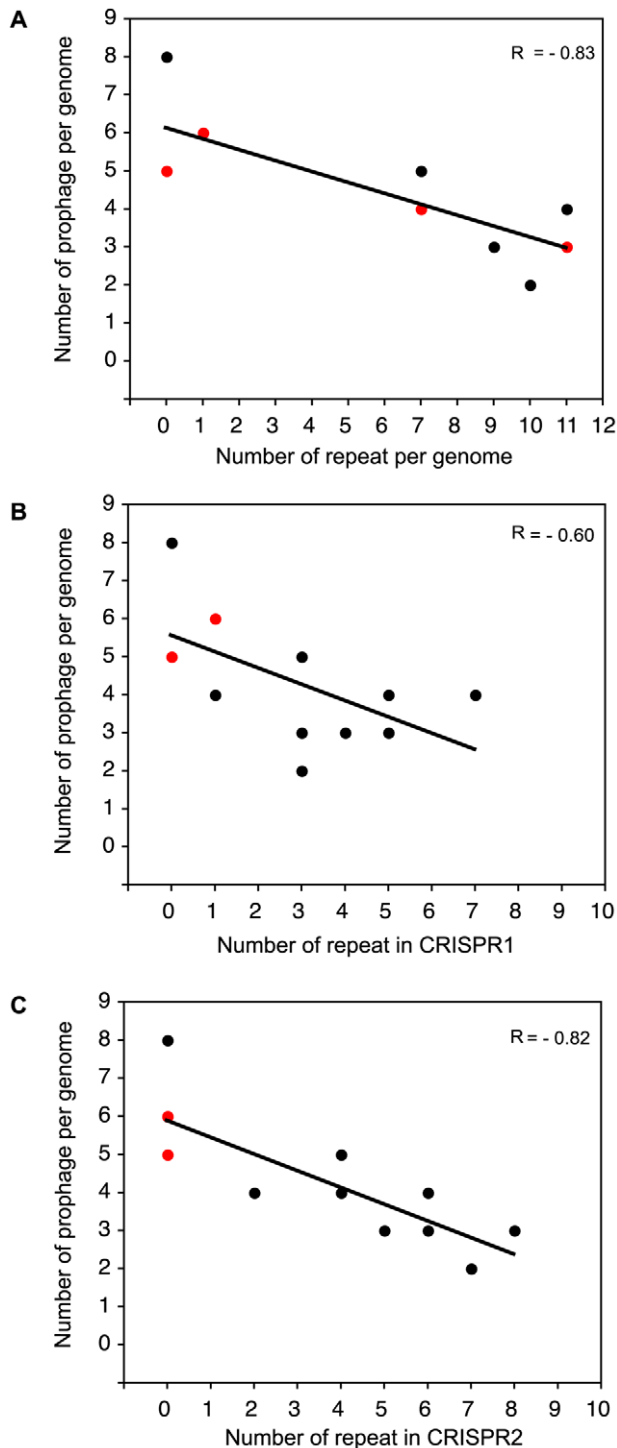 A
Number of prophage per genome
9
8
7
6
5
4
3
2
1
0
R = - 0.83
0 1 2 3 4 5 6 7 8 9 10 11 12
Number of repeat per genome
B
Number of prophage per genome
9
8
7
6
5
4
3
2
1
0
R = - 0.60
0 1 2 3 4 5 6 7 8 9 10
Number of repeat in CRISPR1
C
Number of prophage per genome
9
8
7
6
5
4
3
2
1
0
R = - 0.82
0 1 2 3 4 5 6 7 8 9 10
Number of repeat in CRISPR2